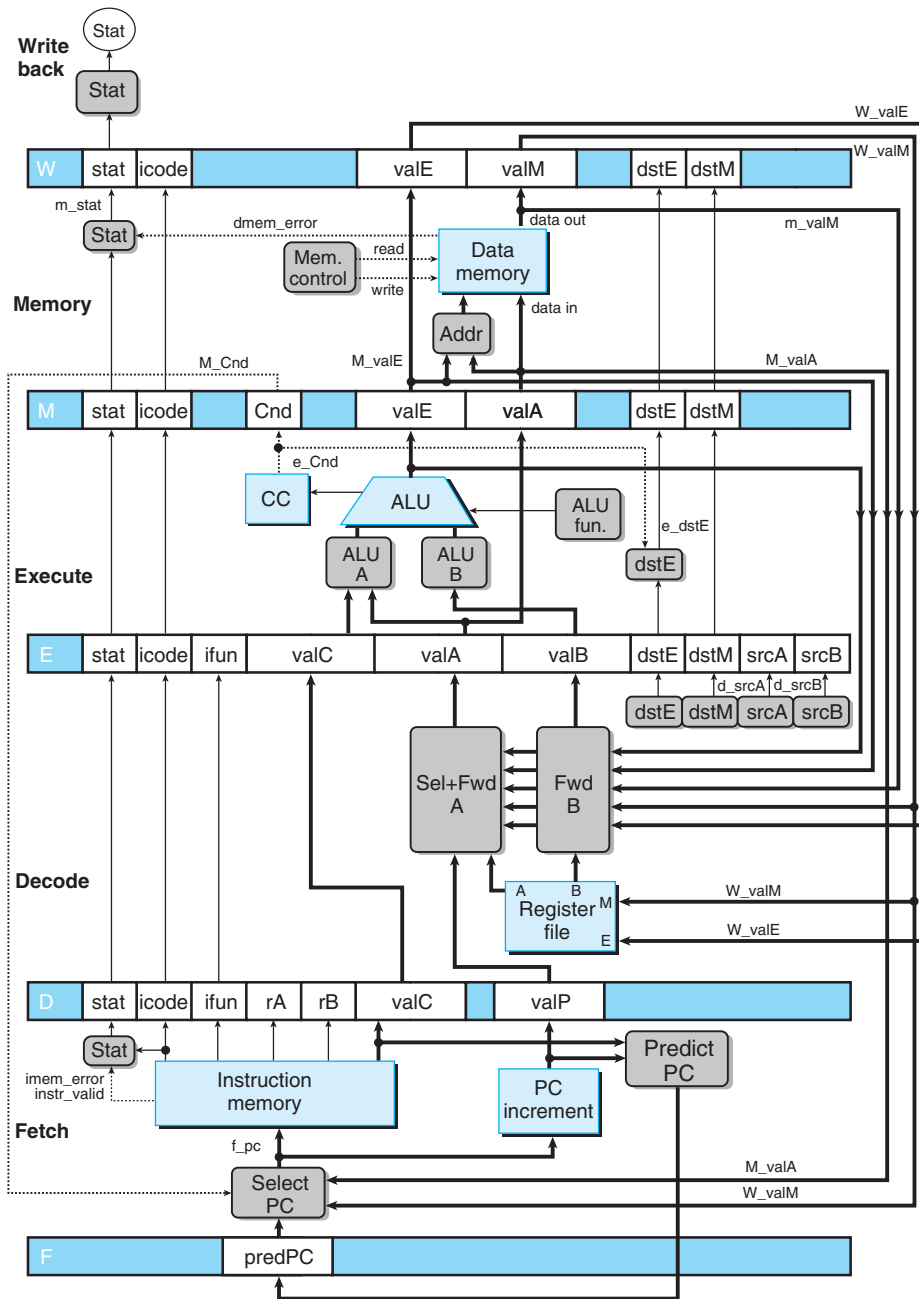 Stat
Write
back
Stat
W_valE
W_valM
W
stat
icode
valE
valM
dstE
dstM
m_stat
Stat
dmem_error
data out
m_valM
Mem.
control
read
write
Data
memory
Memory
data in
Addr
M_Cnd
M_valE
M_valA
M
stat
icode
Cnd
valE
valA
dstE
dstM
e_Cnd
CC
ALU
ALU
fun.
e_dstE
ALU
A
ALU
B
dstE
Execute
E
stat
icode
ifun
valC
valA
valB
dstE
dstM
srcA
srcB
d_srcA
d_srcB
dstE
dstM
srcA
srcB
Sel+Fwd
A
Fwd
B
Decode
A
B
M
Register
file
E
W_valM
W_valE
D
stat
icode
ifun
rA
rB
valC
valP
Stat
Predict
PC
imem_error
instr_valid
Instruction
memory
PC
increment
Fetch
f_pc
Select
PC
M_valA
W_valM
F
predPC